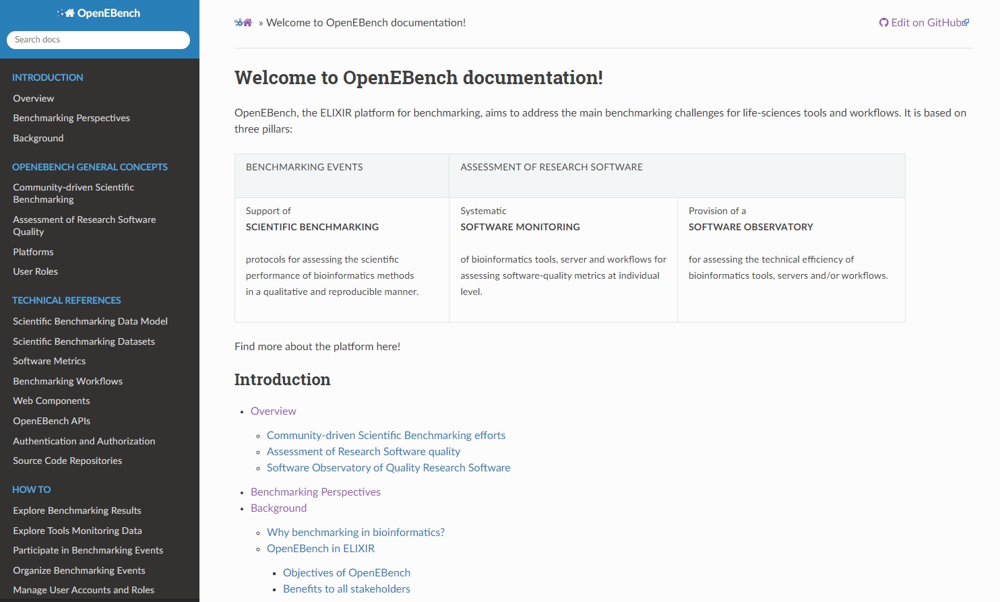 OpenEBench
Search docs
INTRODUCTION
Overview
Benchmarking Perspectives
Background
OPENEBENCH GENERAL CONCEPTS
Community-driven Scientific
Benchmarking
Assessment of Research Software
Quality
Platforms
User Roles
TECHNICAL REFERENCES
Scientific Benchmarking Data Model
Scientific Benchmarking Datasets
Software Metrics
Benchmarking Workflows
Web Components
OpenEBench APIs
Authentication and Authorization
Source Code Repositories
HOW TO
Explore Benchmarking Results
Explore Tools Monitoring Data
Participate in Benchmarking Events
Organize Benchmarking Events
Manage User Accounts and Roles
» Welcome to OpenEBench documentation!
Edit on GitHub
Welcome to OpenEBench documentation!
OpenEBench, the ELIXIR platform for benchmarking, aims to address the main benchmarking challenges for life-sciences tools and workflows. It is based on
three pillars:
BENCHMARKING EVENTS
ASSESSMENT OF RESEARCH SOFTWARE
Support of
SCIENTIFIC BENCHMARKING
protocols for assessing the scientific
performance of bioinformatics methods
in a qualitative and reproducible manner.
Systematic
SOFTWARE MONITORING
of bioinformatics tools, server and workflows for
assessing software-quality metrics at individual
level.
Provision of a
SOFTWARE OBSERVATORY
for assessing the technical efficiency of
bioinformatics tools, servers and/or workflows.
Find more about the platform here!
Introduction
• Overview
◦ Community-driven Scientific Benchmarking efforts
◦ Assessment of Research Software quality
◦ Software Observatory of Quality Research Software
• Benchmarking Perspectives
• Background
◦ Why benchmarking in bioinformatics?
◦ OpenEBench in ELIXIR
▪ Objectives of OpenEBench
▪ Benefits to all stakeholders